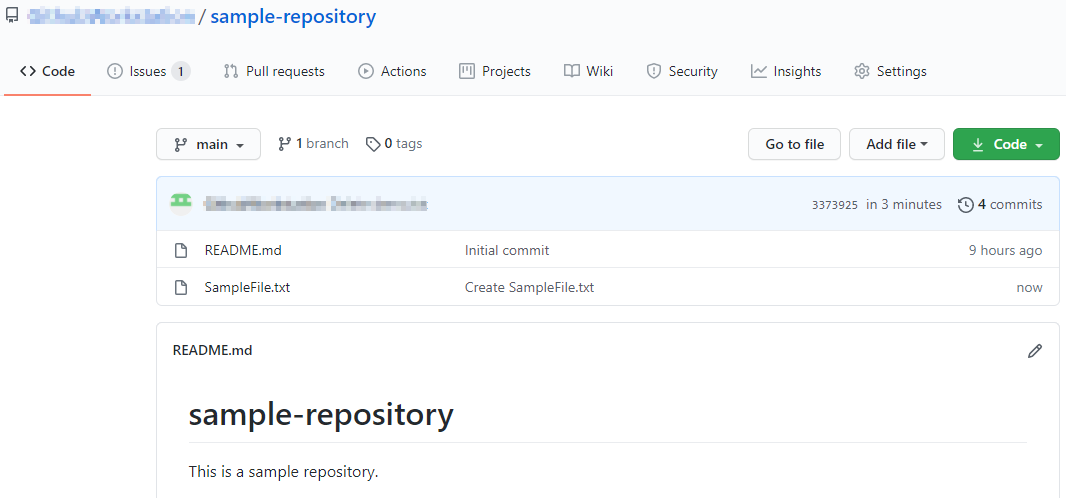 / sample-repository
Code Issues 1 Pull requests Actions Projects Wiki Security Insights Settings
main 1 branch 0 tags Go to file Add file Code
3373925 in 3 minutes 4 commits
README.md Initial commit 9 hours ago
SampleFile.txt Create SampleFile.txt now
README.md
sample-repository
This is a sample repository.